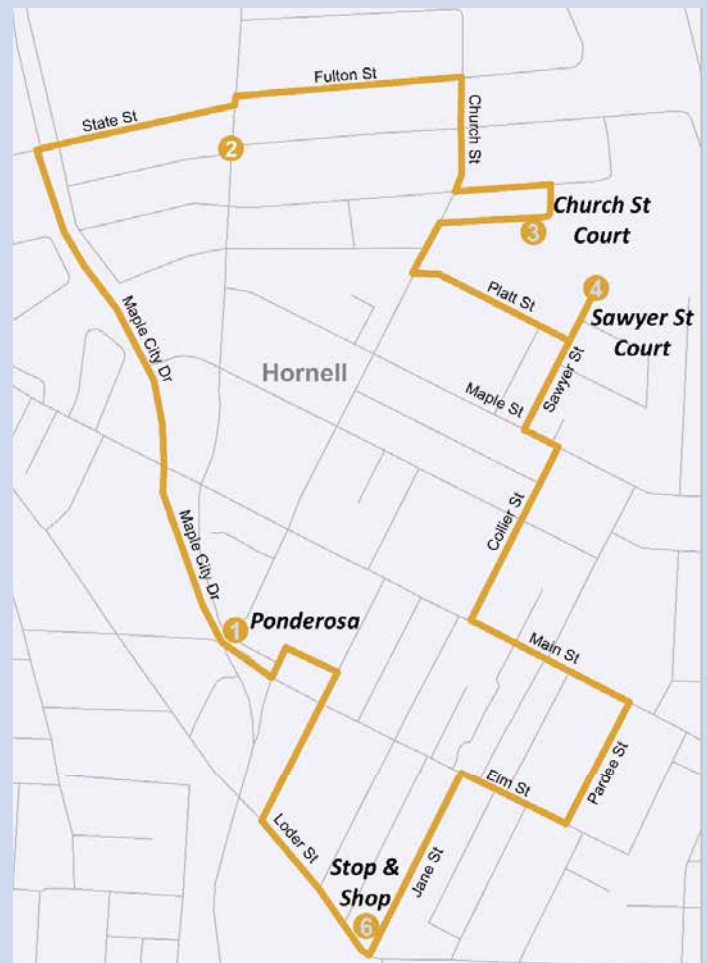 Fulton St
State St
Church St
2
Church St
Court
3
Platt St
4
Sawyer St
Court
Maple City Dr
Hornell
Sawyer St
Maple St
Collier St
Maple City Dr
1
Ponderosa
Main St
Pardee St
Elm St
Loder St
Jane St
Stop &
Shop
6